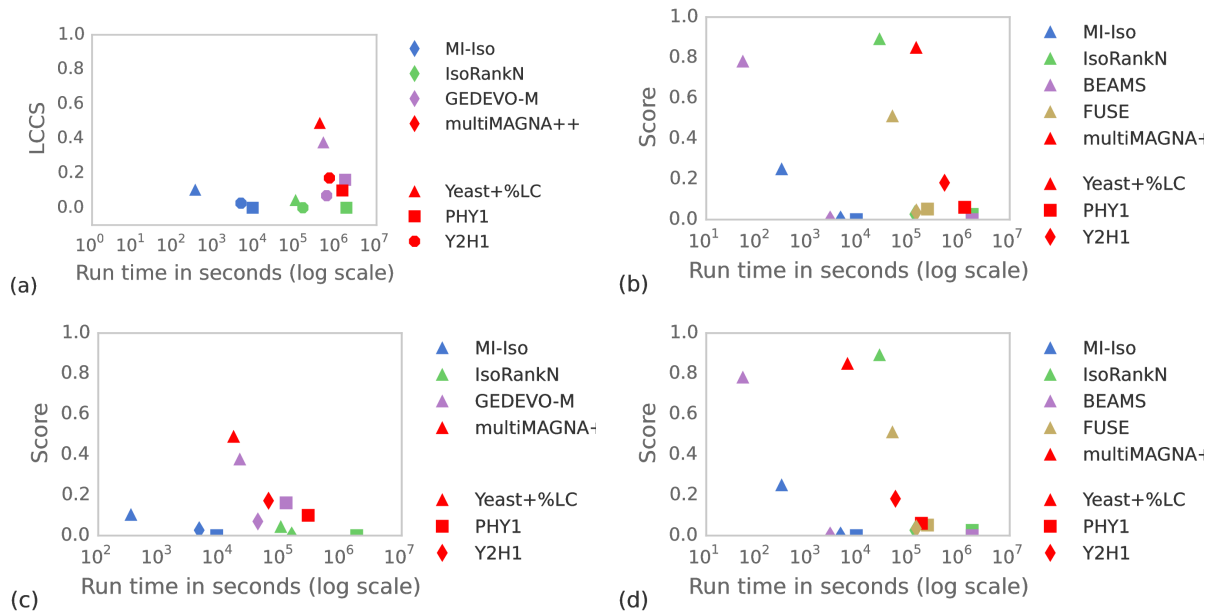 1.0
0.8
0.6
0.4
0.2
0.0
LCCS
10^0 10^1 10^2 10^3 10^4 10^5 10^6 10^7
Run time in seconds (log scale)
(a)
MI-Iso
IsoRankN
GEDEVO-M
multiMAGNA++
Yeast+%LC
PHY1
Y2H1
1.0
0.8
0.6
0.4
0.2
0.0
Score
10^1 10^2 10^3 10^4 10^5 10^6 10^7
Run time in seconds (log scale)
(b)
MI-Iso
IsoRankN
BEAMS
FUSE
multiMAGNA+
Yeast+%LC
PHY1
Y2H1
1.0
0.8
0.6
0.4
0.2
0.0
Score
10^2 10^3 10^4 10^5 10^6 10^7
Run time in seconds (log scale)
(c)
MI-Iso
IsoRankN
GEDEVO-M
multiMAGNA+
Yeast+%LC
PHY1
Y2H1
1.0
0.8
0.6
0.4
0.2
0.0
Score
10^1 10^2 10^3 10^4 10^5 10^6 10^7
Run time in seconds (log scale)
(d)
MI-Iso
IsoRankN
BEAMS
FUSE
multiMAGNA+
Yeast+%LC
PHY1
Y2H1